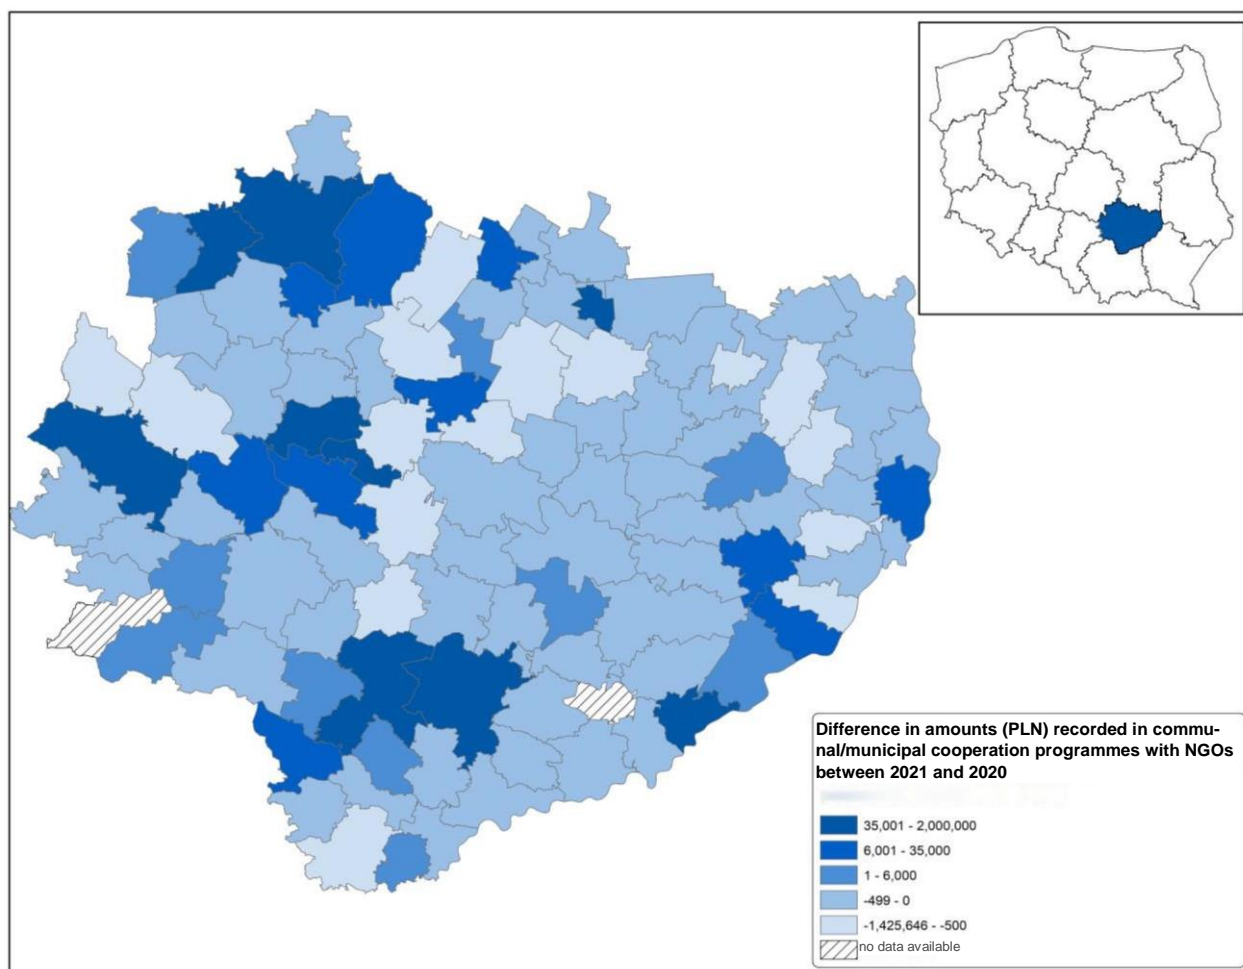 Difference in amounts (PLN) recorded in commu-
nal/municipal cooperation programmes with NGOs
between 2021 and 2020
35,001 - 2,000,000
6,001 - 35,000
1 - 6,000
-499 - 0
-1,425,646 - -500
no data available